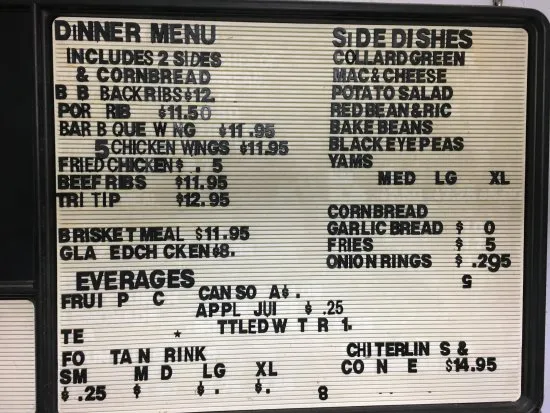 DINNER MENU
INCLUDES 2 SIDES
& CORNBREAD
B B BACK RIBS $12.
POR RIB $11.50
BAR B QUE W NG $11.95
5 CHICKEN WINGS $11.95
FRIED CHICKEN $ . 5
BEEF RIBS $11.95
TRI TIP $12.95
BRISKET MEAL $11.95
GLA EDCH CKEN $8.
EVERAGES
FRUI P C CAN SO A $ .
APPL JUI $ .25
TTLED W T R 1.
TE *
FO TA N RINK
SM M D LG XL
$ .25 $ $ . $ .
8
SIDE DISHES
COLLARD GREEN
MAC & CHEESE
POTATO SALAD
RED BEAN & RIC
BAKE BEANS
BLACK EYE PEAS
YAMS
MED LG XL
CORNBREAD
GARLIC BREAD $ 0
FRIES $ 5
ONION RINGS $ .295
5
CHITERLIN S &
CO N E $14.95